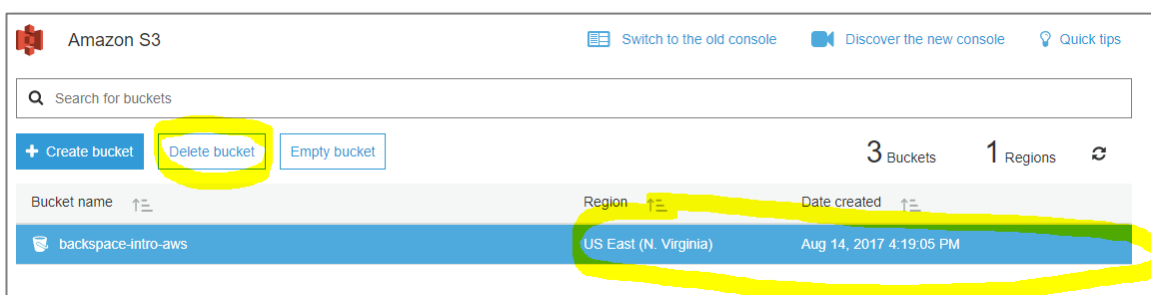 Amazon S3 Switch to the old console Discover the new console Quick tips
Search for buckets
+ Create bucket Delete bucket Empty bucket 3 Buckets 1 Regions
Bucket name Region Date created
backspace-intro-aws US East (N. Virginia) Aug 14, 2017 4:19:05 PM